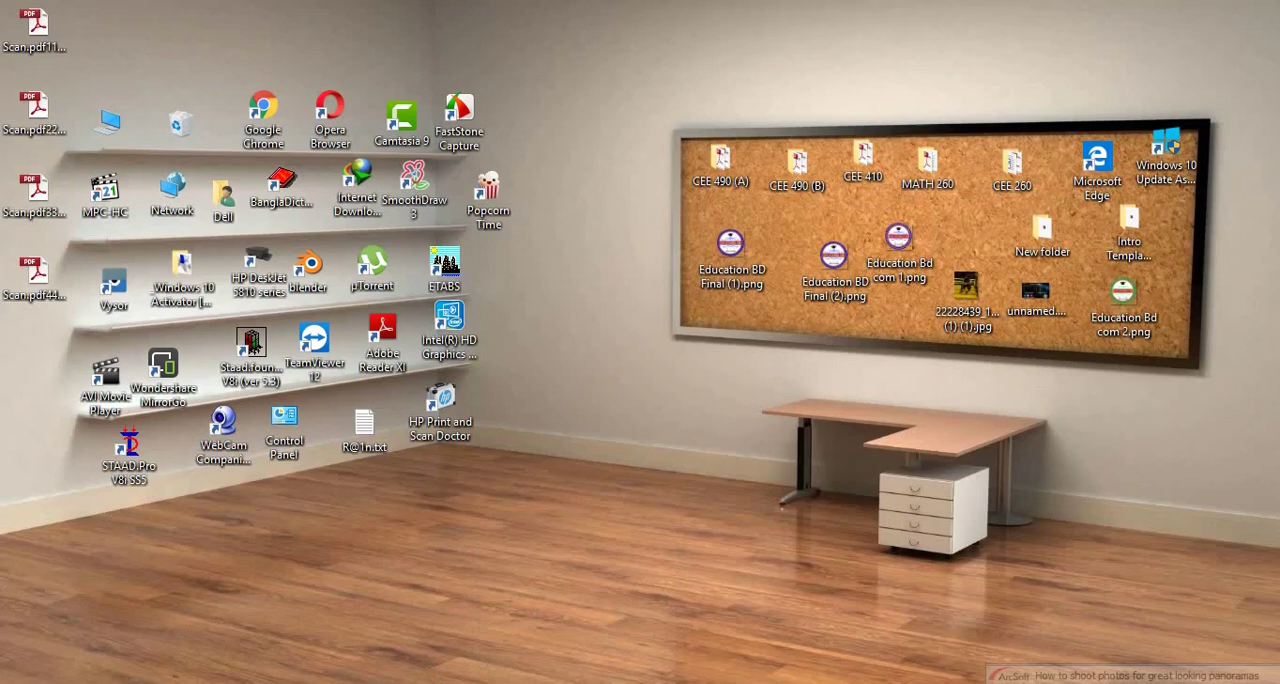 Scan.pdf11...
Scan.pdf22...
Google
Chrome
Opera
Browser
Camtasia 9
FastStone
Capture
Scan.pdf33...
MPC-HC
Network
Dell
BanglaDict...
Internet
Downlo...
SmoothDraw
3
Popcorn
Time
Scan.pdf44...
Vysor
_Windows 10
Activator [...
HP DeskJet
5810 series
blender
µTorrent
ETABS
AVI Movie
Player
Wondershare
MirrorGo
Staad.foun...
V8i (ver 5.3)
TeamViewer
12
Adobe
Reader XI
Intel(R) HD
Graphics ...
STAAD.Pro
V8i SS5
WebCam
Compani...
Control
Panel
R@1n.txt
HP Print and
Scan Doctor
CEE 490 (A)
CEE 490 (B)
CEE 410
MATH 260
CEE 260
Microsoft
Edge
Windows 10
Update As...
Education BD
Final (1).png
Education BD
Final (2).png
Education Bd
com 1.png
New folder
Intro
Templa...
22228439_1...
(1) (1).jpg
unnamed....
Education Bd
com 2.png
ArcSoft: How to shoot photos for great looking panoramas